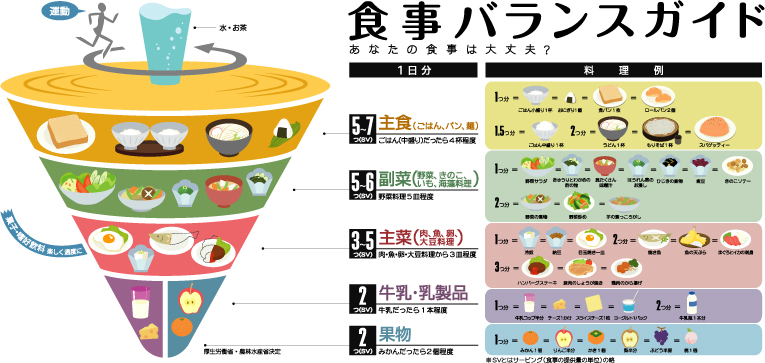 運動
水・お茶
食事バランスガイド
あなたの食事は大丈夫?
1日分
料理例
5~7 つ(SV) 主食(ごはん、パン、麺)
ごはん(中盛り)だったら4杯程度
1つ分 = ごはん小盛り1杯 = おにぎり1個 = 食パン1枚 = ロールパン2個
1.5つ分 = ごはん中盛り1杯 2つ分 = うどん1杯 = もりそば1杯 = スパゲッティー
5~6 つ(SV) 副菜(野菜、きのこ、いも、海藻料理)
野菜料理5皿程度
1つ分 = 野菜サラダ = きゅうりとわかめの酢の物 = 具たくさん味噌汁 = ほうれん草のお浸し = ひじきの煮物 = 煮豆 = きのこソテー
2つ分 = 野菜の煮物 = 野菜炒め = 芋の煮っころがし
3~5 つ(SV) 主菜(肉、魚、卵、大豆料理)
肉・魚・卵・大豆料理から3皿程度
1つ分 = 冷奴 = 納豆 = 目玉焼き一皿 2つ分 = 焼き魚 = 魚の天ぷら = まぐろとイカの刺身
3つ分 = ハンバーグステーキ = 豚肉のしょうが焼き = 鶏肉のから揚げ
菓子・嗜好飲料 楽しく適度に
2 つ(SV) 牛乳・乳製品
牛乳だったら1本程度
1つ分 = 牛乳コップ半分 = チーズ1かけ = スライスチーズ1枚 = ヨーグルト1パック 2つ分 = 牛乳瓶1本分
2 つ(SV) 果物
みかんだったら2個程度
1つ分 = みかん1個 = りんご半分 = かき1個 = 梨半分 = ぶどう半房 = 桃1個
厚生労働省・農林水産省決定
※SVとはサービング(食事の提供量の単位)の略